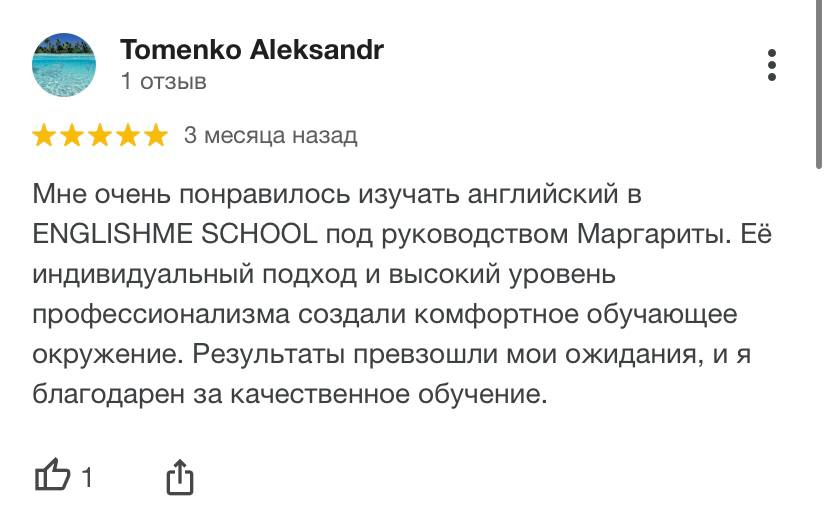 Tomenko Aleksandr
1 отзыв
3 месяца назад
Мне очень понравилось изучать английский в
ENGLISHME SCHOOL под руководством Маргариты. Её
индивидуальный подход и высокий уровень
профессионализма создали комфортное обучающее
окружение. Результаты превзошли мои ожидания, и я
благодарен за качественное обучение.
1